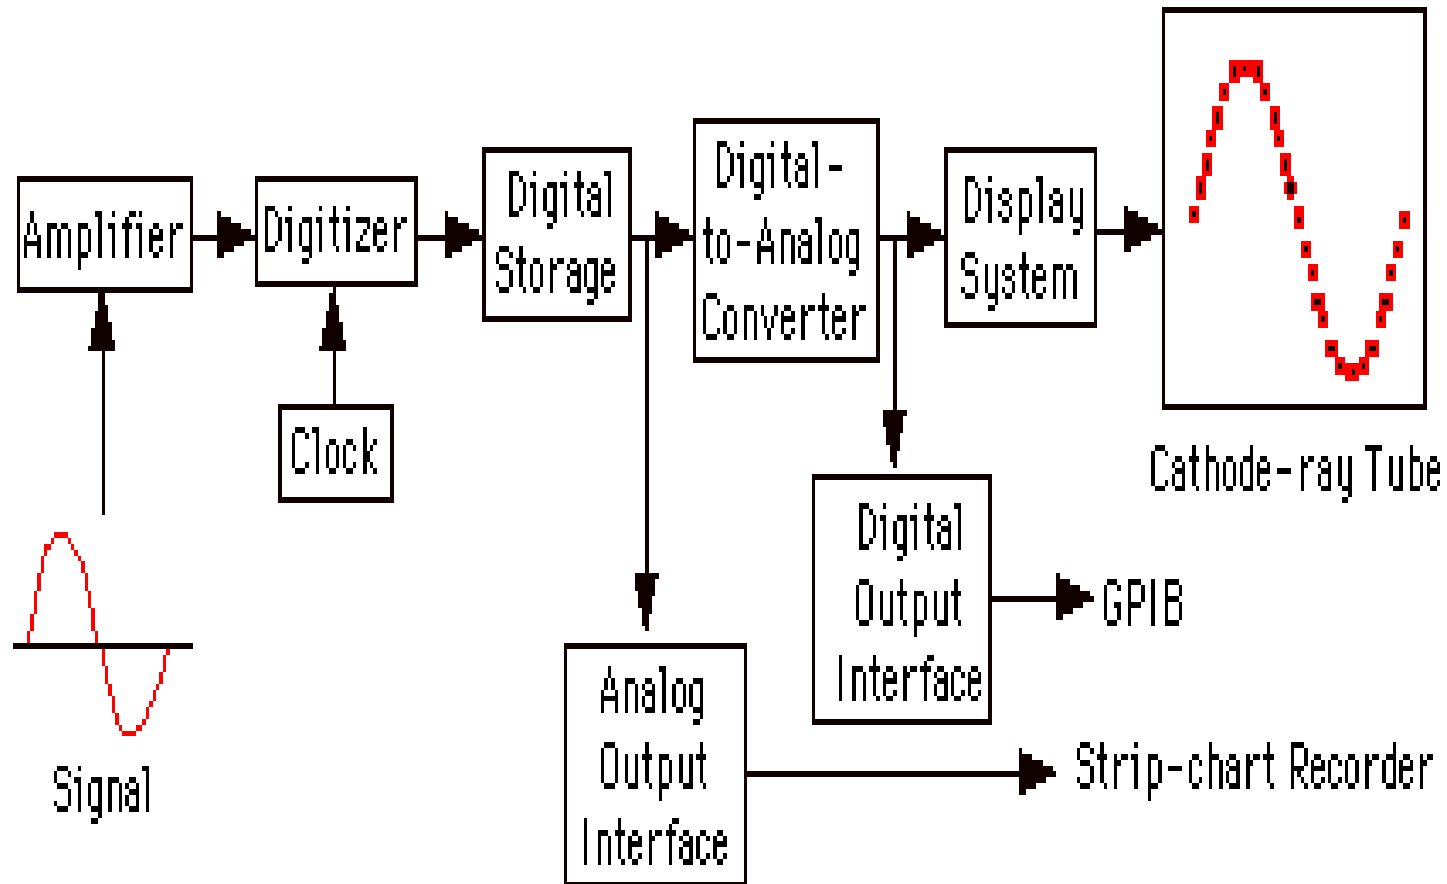 Amplifier
Digitizer
Digital
Storage
Digital-
to-Analog
Converter
Display
System
Clock
Cathode-ray Tube
Digital
Output
Interface
GPIB
Analog
Output
Interface
Strip-chart Recorder
Signal